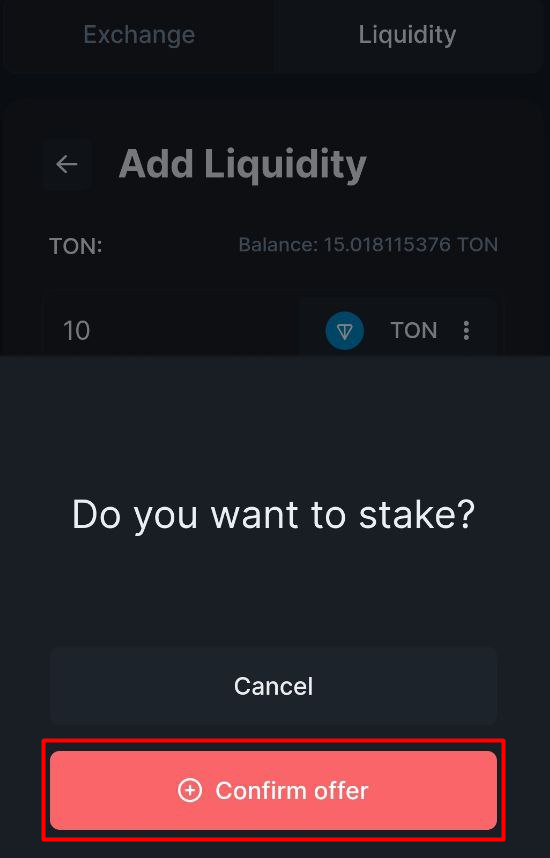 Exchange Liquidity
Add Liquidity
TON: Balance: 15.018115376 TON
10 TON
Do you want to stake?
Cancel
Confirm offer